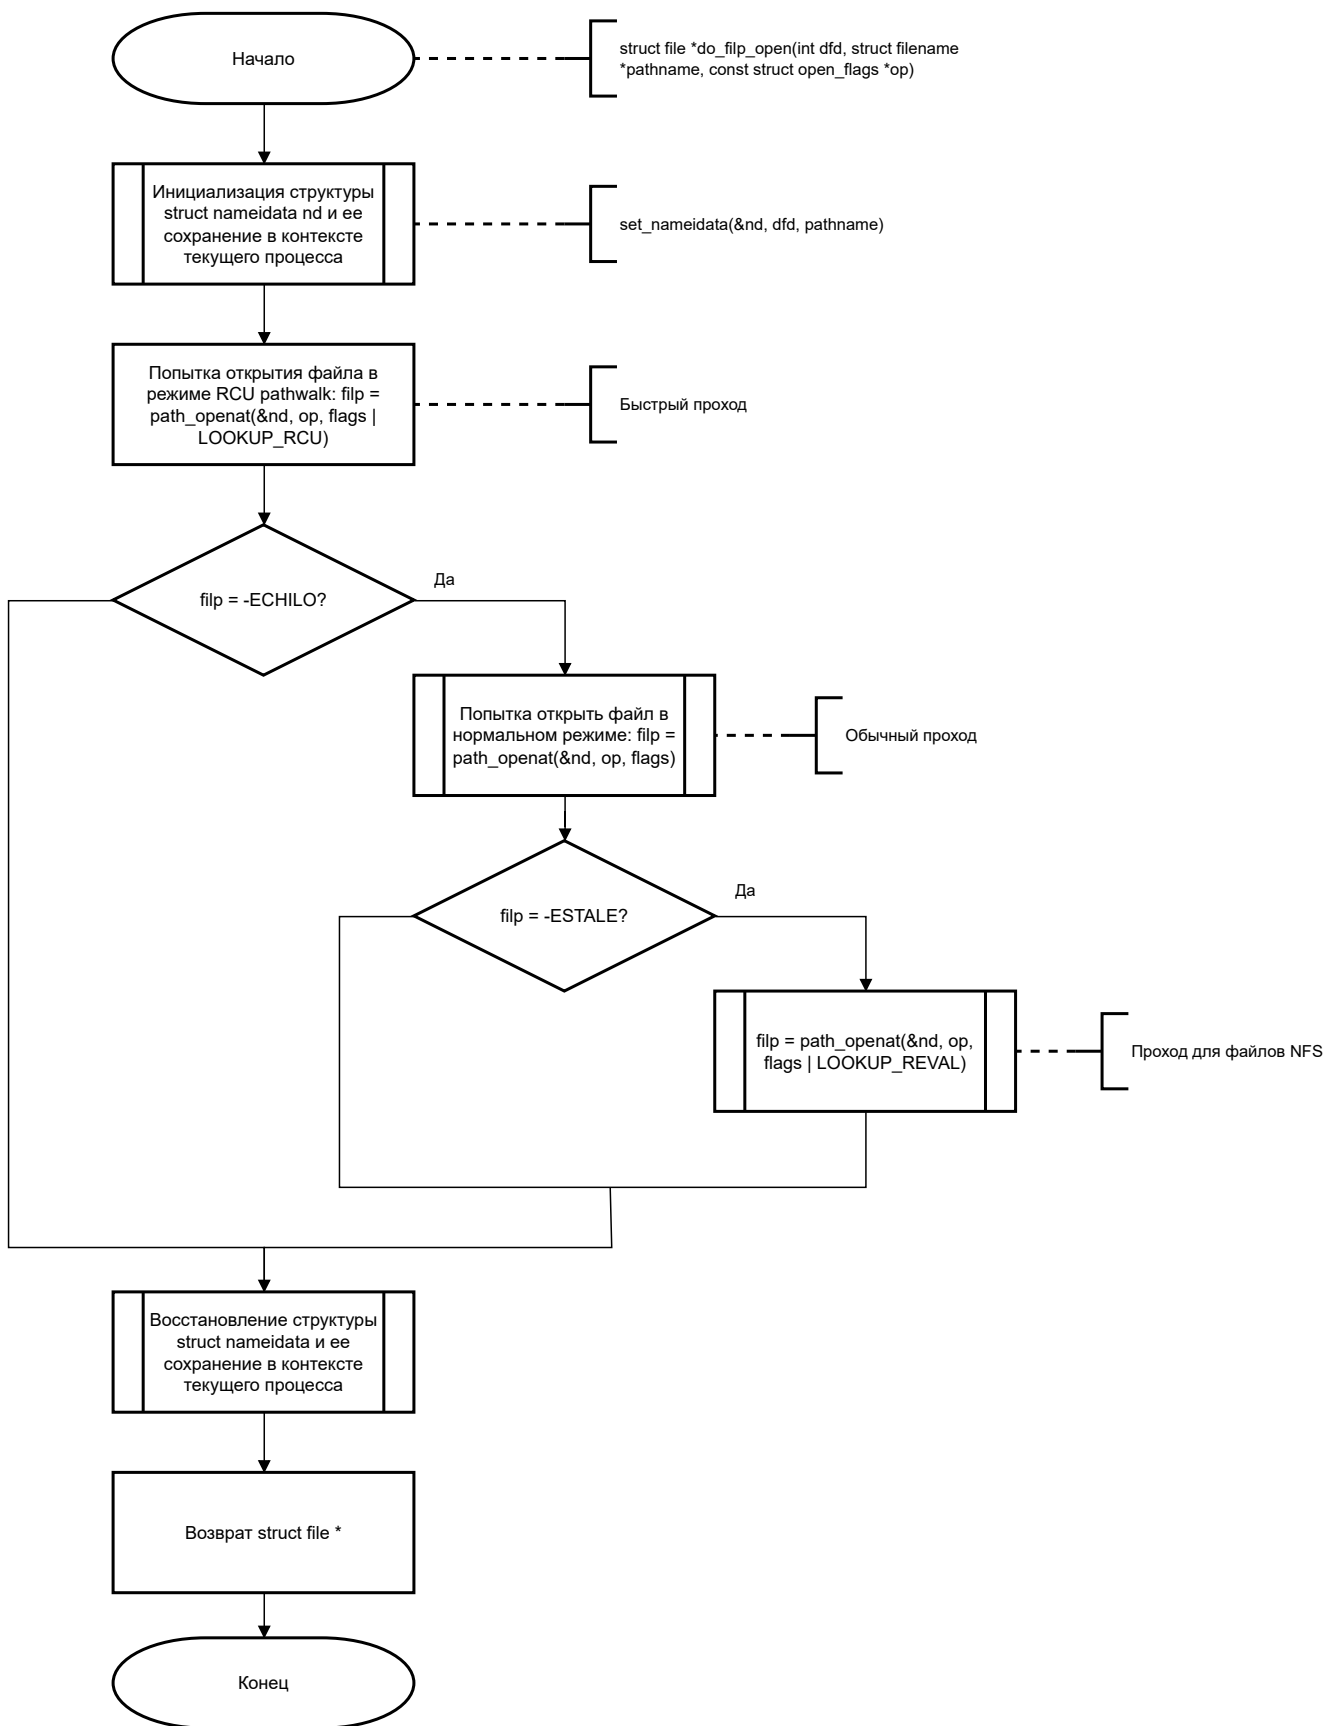 Начало
struct file *do_filp_open(int dfd, struct filename
*pathname, const struct open_flags *op)
Инициализация структуры
struct nameidata nd и ее
сохранение в контексте
текущего процесса
set_nameidata(&nd, dfd, pathname)
Попытка открытия файла в
режиме RCU pathwalk: filp =
path_openat(&nd, op, flags |
LOOKUP_RCU)
Быстрый проход
filp = -ECHILO?
Да
Попытка открыть файл в
нормальном режиме: filp =
path_openat(&nd, op, flags)
Обычный проход
filp = -ESTALE?
Да
filp = path_openat(&nd, op,
flags | LOOKUP_REVAL)
Проход для файлов NFS
Восстановление структуры
struct nameidata и ее
сохранение в контексте
текущего процесса
Возврат struct file *
Конец